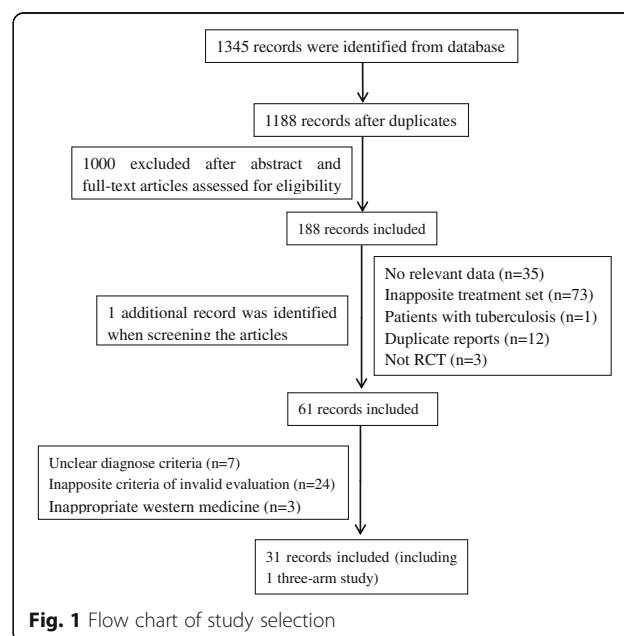 1345 records were identified from database
1188 records after duplicates
1000 excluded after abstract and
full-text articles assessed for eligibility
188 records included
No relevant data (n=35)
Inapposite treatment set (n=73)
Patients with tuberculosis (n=1)
Duplicate reports (n=12)
Not RCT (n=3)
1 additional record was identified
when screening the articles
61 records included
Unclear diagnose criteria (n=7)
Inapposite criteria of invalid evaluation (n=24)
Inappropriate western medicine (n=3)
31 records included (including
1 three-arm study)
Fig. 1 Flow chart of study selection